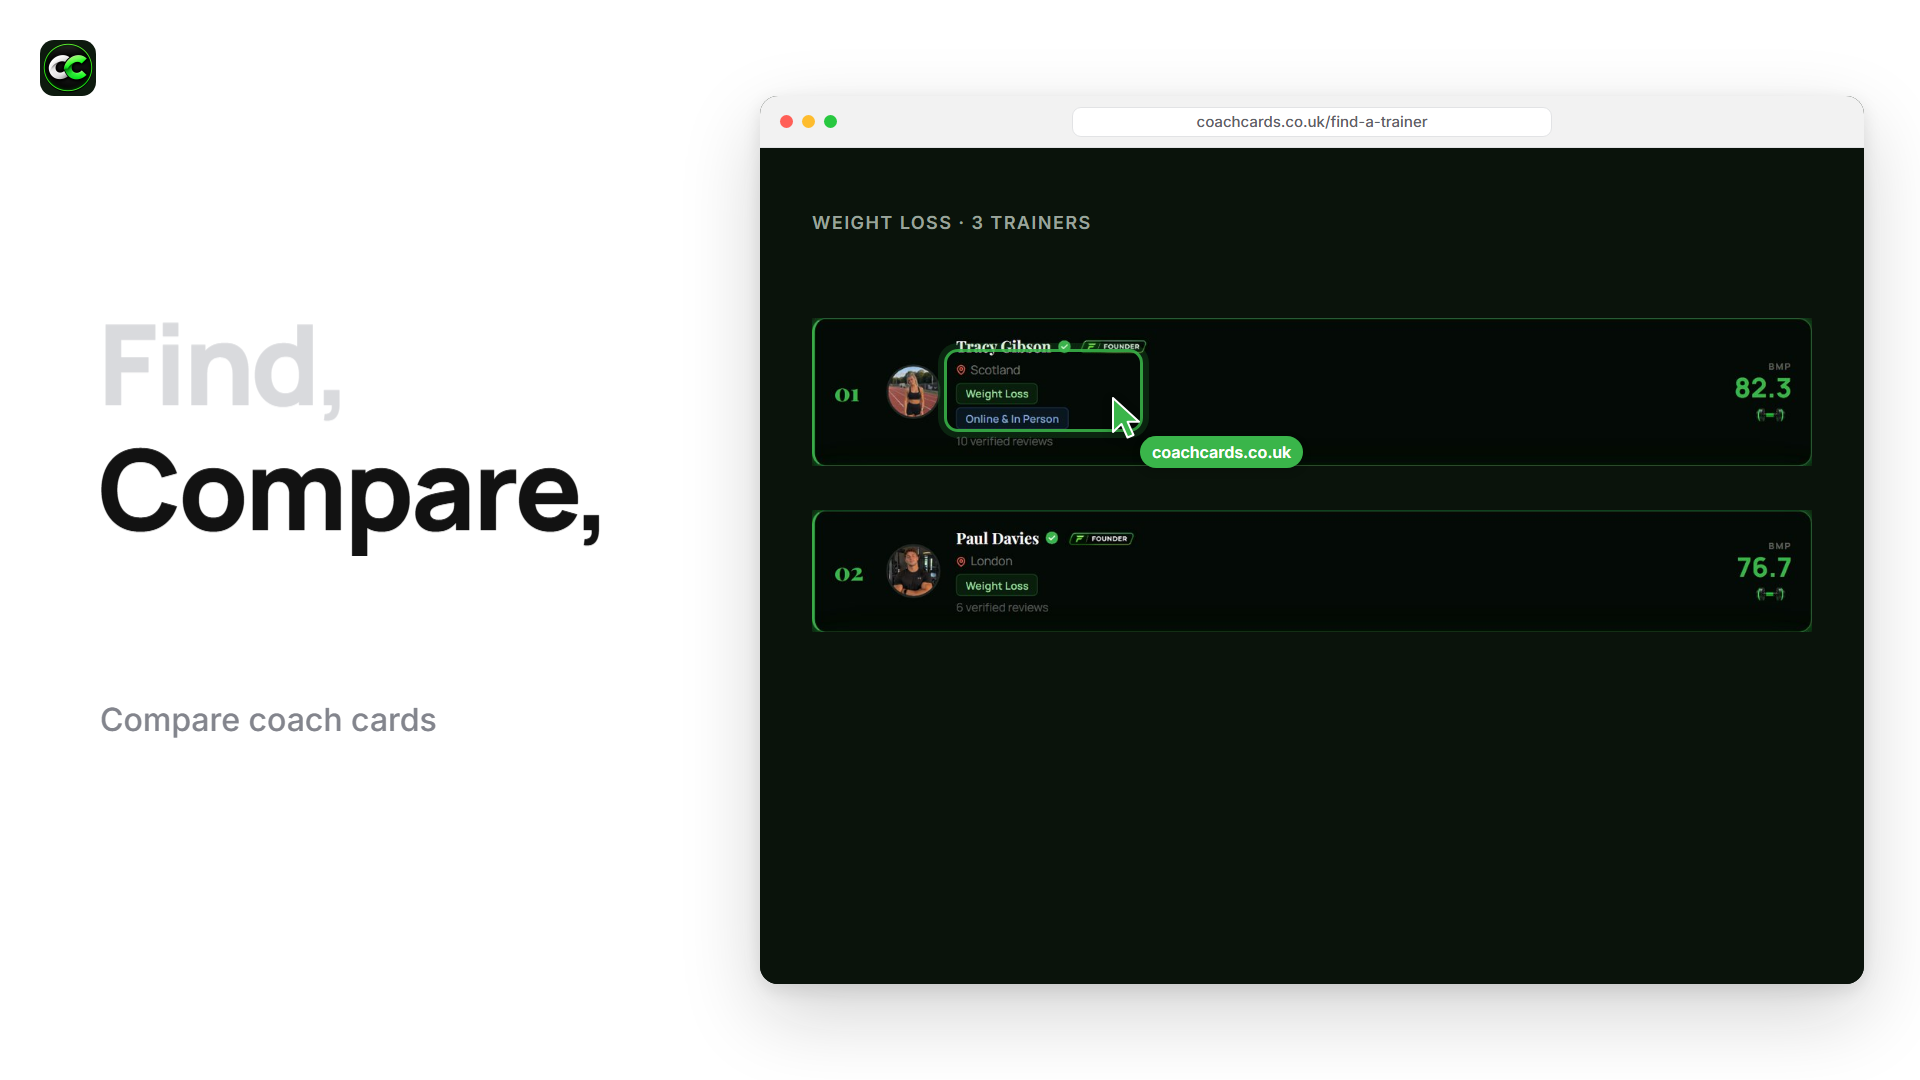 CC
coachcards.co.uk/find-a-trainer
WEIGHT LOSS · 3 TRAINERS
Find,
Compare,
Compare coach cards
01
Tracy Gibson
F FOUNDER
Scotland
Weight Loss
Online & In Person
10 verified reviews
BMP
82.3
coachcards.co.uk
02
Paul Davies
F FOUNDER
London
Weight Loss
6 verified reviews
BMP
76.7